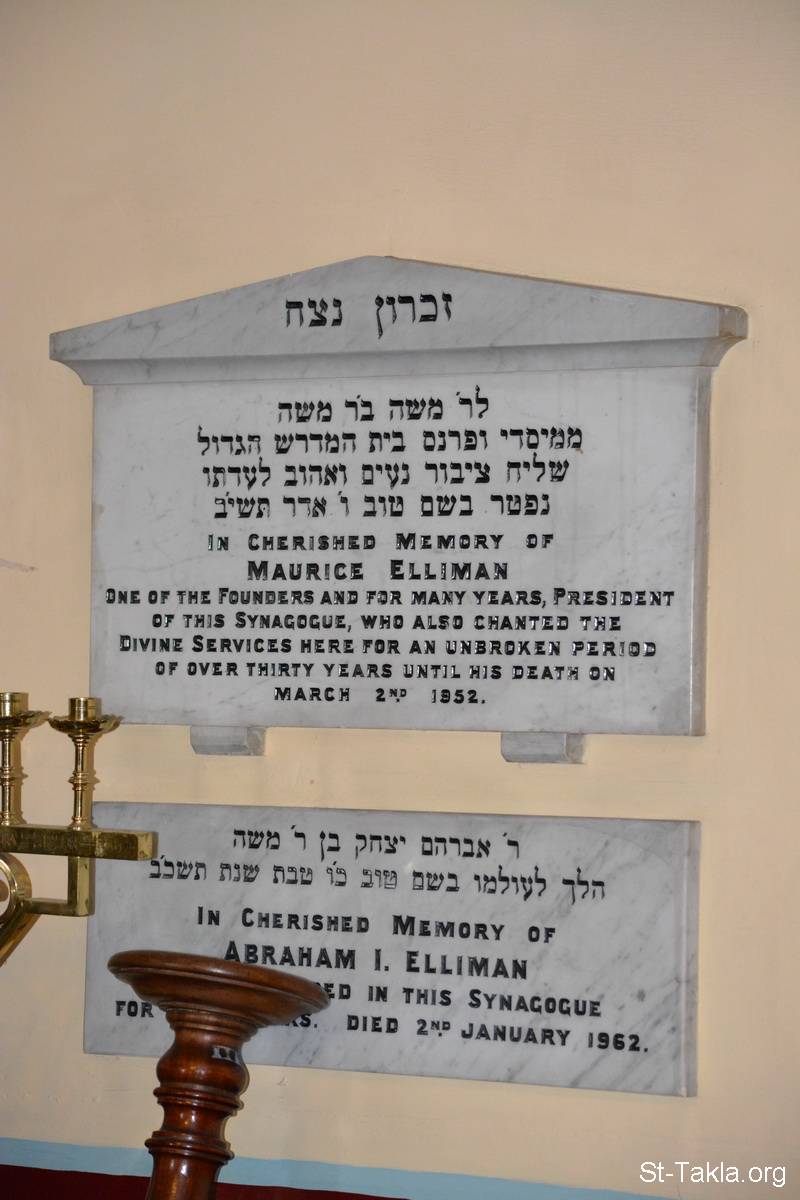 זכרון נצח
לר׳ משה בר׳ משה
ממיסדי ופרנס בית המדרש הגדול
שליח ציבור נעים ואהוב לעדתו
נפטר בשם טוב ו׳ אדר תשי״ב
IN CHERISHED MEMORY OF
MAURICE ELLIMAN
ONE OF THE FOUNDERS AND FOR MANY YEARS, PRESIDENT
OF THIS SYNAGOGUE, WHO ALSO CHANTED THE
DIVINE SERVICES HERE FOR AN UNBROKEN PERIOD
OF OVER THIRTY YEARS UNTIL HIS DEATH ON
MARCH 2ND 1952.
ר׳ אברהם יצחק בן ר׳ משה
הלך לעולמו בשם טוב כ״ו טבת שנת תשכ״ב
IN CHERISHED MEMORY OF
ABRAHAM I. ELLIMAN
IN THIS SYNAGOGUE
FOR DIED 2ND JANUARY 1962.
St-Takla.org